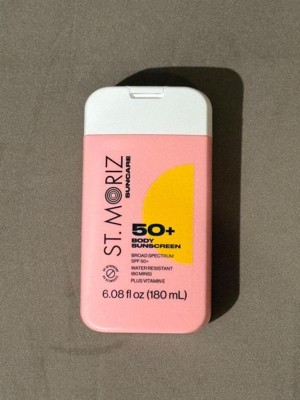 ST. MORIZ
SUNCARE
50+
BODY
SUNSCREEN
BROAD SPECTRUM
SPF 50+
WATER RESISTANT
(80 MINS)
PLUS VITAMIN E
6.08 fl oz (180 mL)